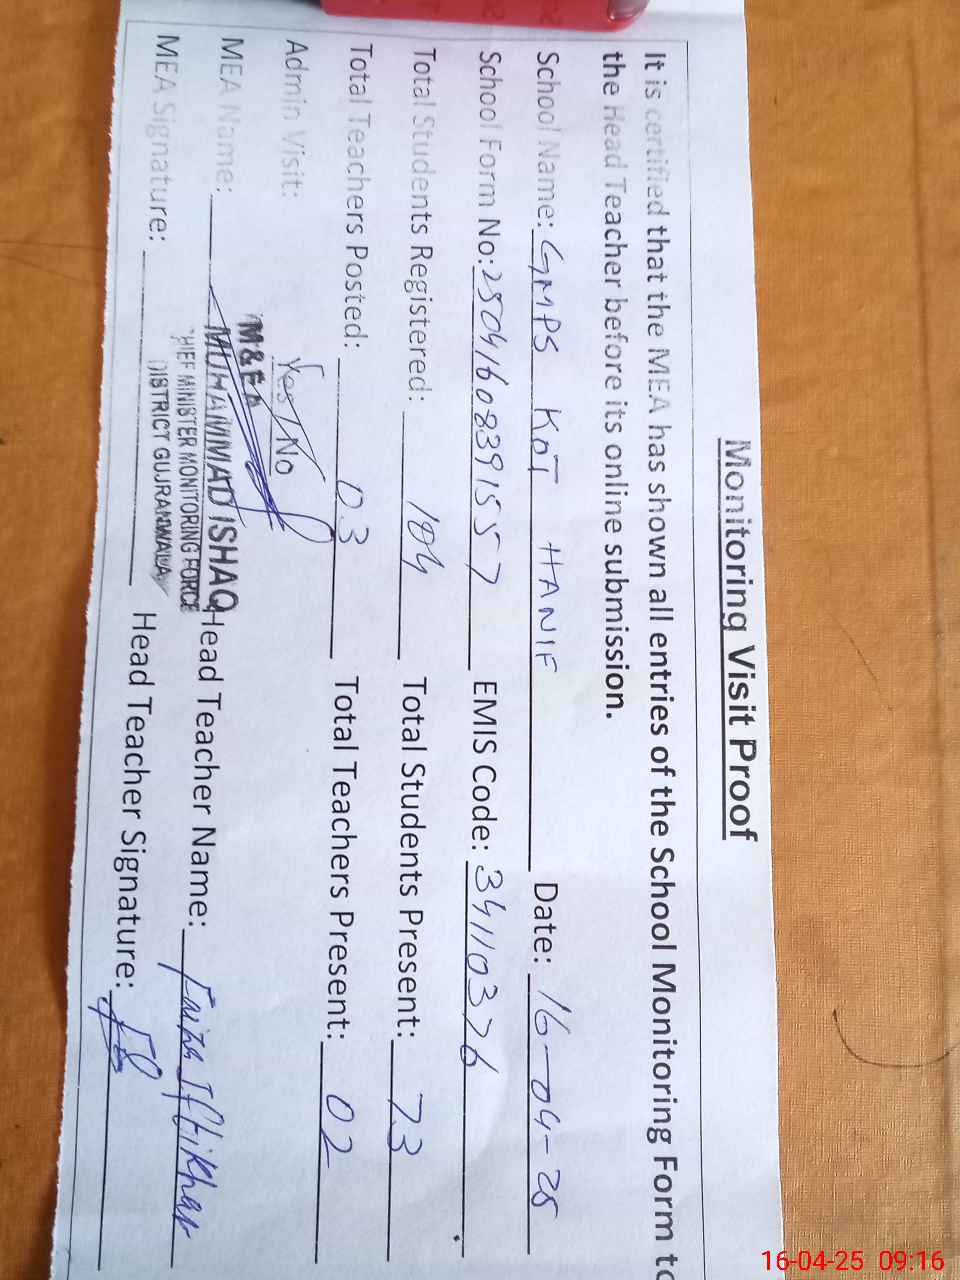 Monitoring Visit Proof
It is certified that the MEA has shown all entries of the School Monitoring Form to
the Head Teacher before its online submission.
School Name: GMPS KOT HANIF Date: 16-04-25
School Form No: 25041608391557 EMIS Code: 34110376
Total Students Registered: 104 Total Students Present: 73
Total Teachers Posted: 03 Total Teachers Present: 02
Admin Visit: Yes / No
M&EA
MEA Name: MUHAMMAD ISHAQ Head Teacher Name: Faiza Iftikhar
CHIEF MINISTER MONITORING FORCE
DISTRICT GUJRANWALA
MEA Signature: Head Teacher Signature:
16-04-25 09:16